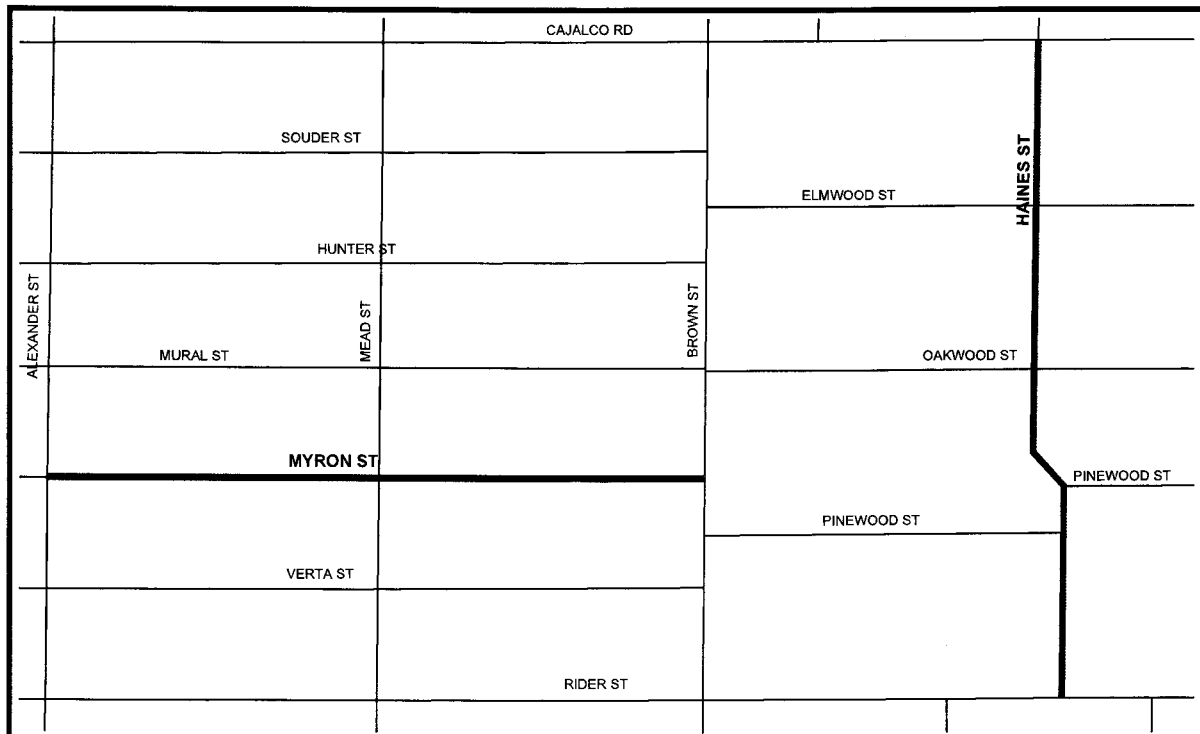 CAJALCO RD
SOUDER ST
HAINES ST
ELMWOOD ST
HUNTER ST
ALEXANDER ST
MEAD ST
BROWN ST
MURAL ST
OAKWOOD ST
MYRON ST
PINEWOOD ST
PINEWOOD ST
VERTA ST
RIDER ST